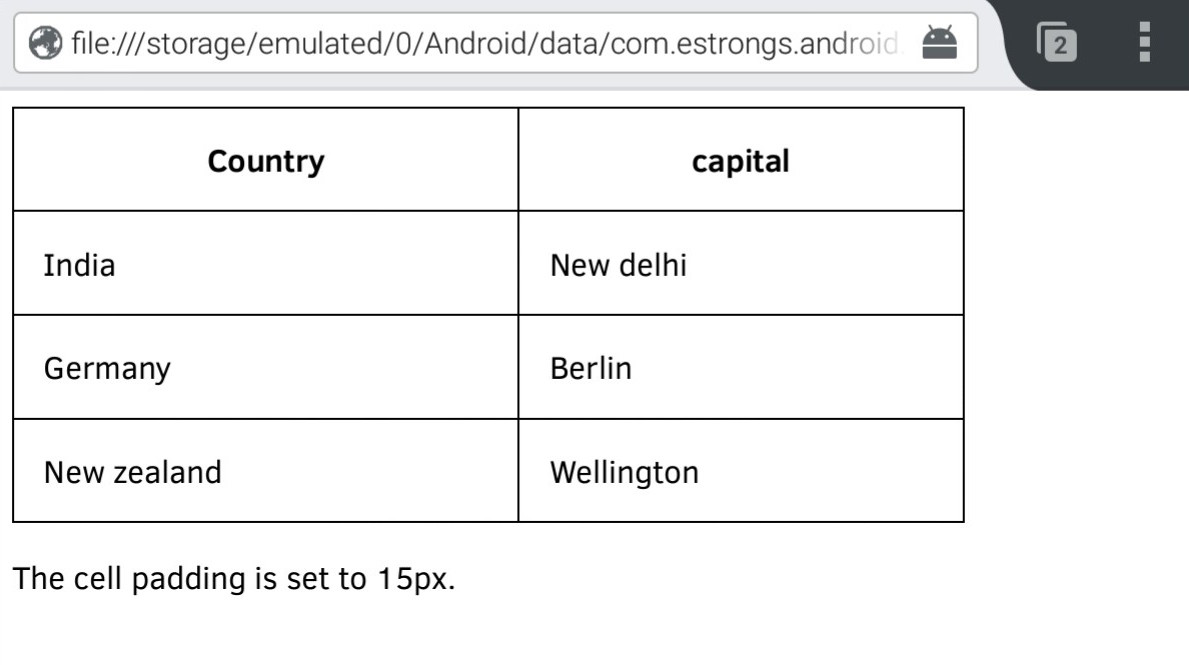 file:///storage/emulated/0/Android/data/com.estrongs.android.
2
Country capital
India New delhi
Germany Berlin
New zealand Wellington
The cell padding is set to 15px.